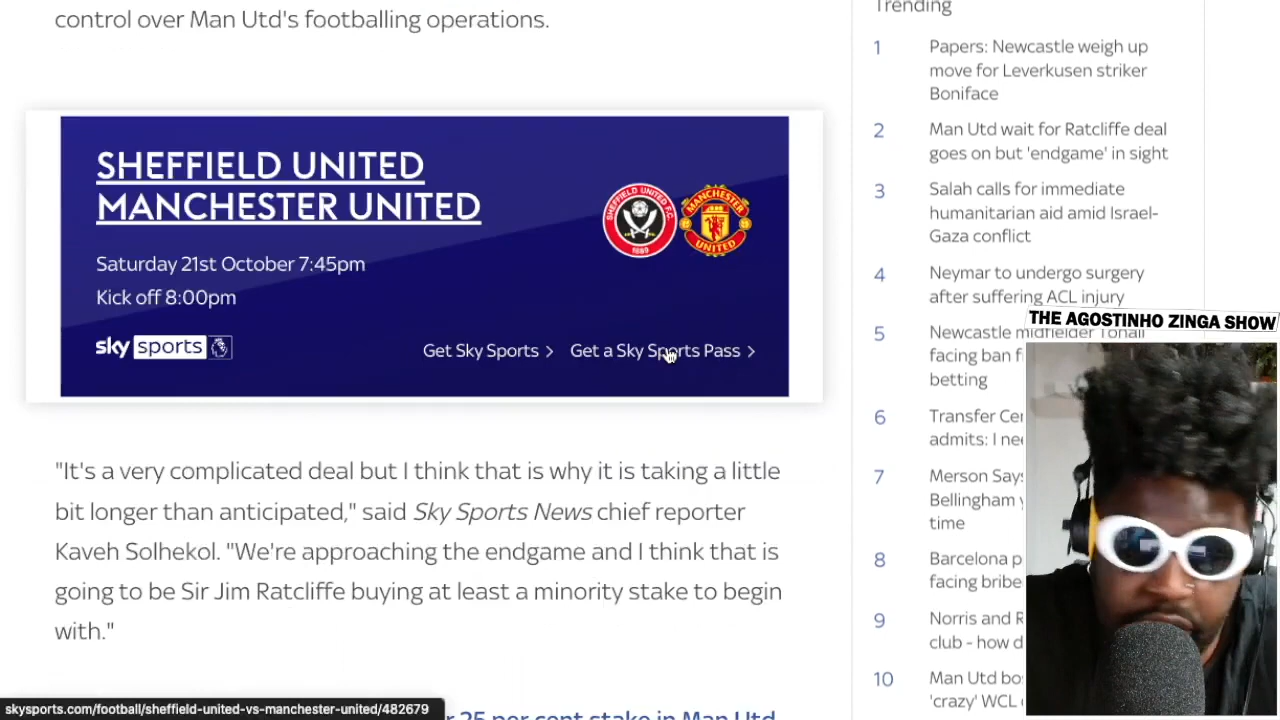 control over Man Utd's footballing operations.
SHEFFIELD UNITED
MANCHESTER UNITED
Saturday 21st October 7:45pm
Kick off 8:00pm
sky sports
Get Sky Sports
Get a Sky Sports Pass
SHEFFIELD UNITED F.C.
1889
MANCHESTER
UNITED
"It's a very complicated deal but I think that is why it is taking a little
bit longer than anticipated," said Sky Sports News chief reporter
Kaveh Solhekol. "We're approaching the endgame and I think that is
going to be Sir Jim Ratcliffe buying at least a minority stake to begin
with."
25 per cent stake in Man Utd
skysports.com/football/sheffield-united-vs-manchester-united/482679
Trending
1
Papers: Newcastle weigh up
move for Leverkusen striker
Boniface
2
Man Utd wait for Ratcliffe deal
goes on but 'endgame' in sight
3
Salah calls for immediate
humanitarian aid amid Israel-
Gaza conflict
4
Neymar to undergo surgery
after suffering ACL injury
5
Newcastle midfielder Tonali
facing ban
betting
6
Transfer
admits: I
7
Merson
Bellingham
time
8
Barcelona
facing
9
Norris and
club - how
10
Man Utd
'crazy' WCL
THE AGOSTINHO ZINGA SHOW